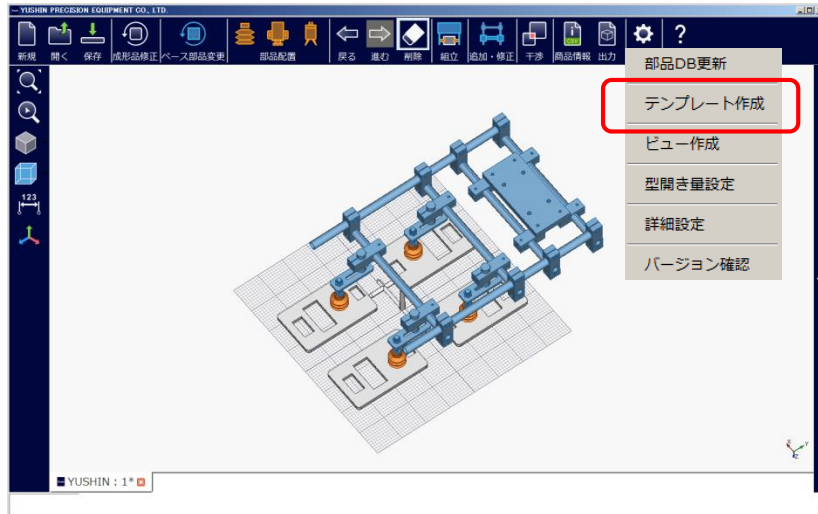 YUSHIN PRECISION EQUIPMENT CO., LTD.
新規 開く 保存 成形品修正 ベース部品変更 部品配置 戻る 進む 削除 組立 追加・修正 干渉 商品情報 出力 ?
部品DB更新
テンプレート作成
ビュー作成
型開き量設定
詳細設定
バージョン確認
123
YUSHIN : 1*